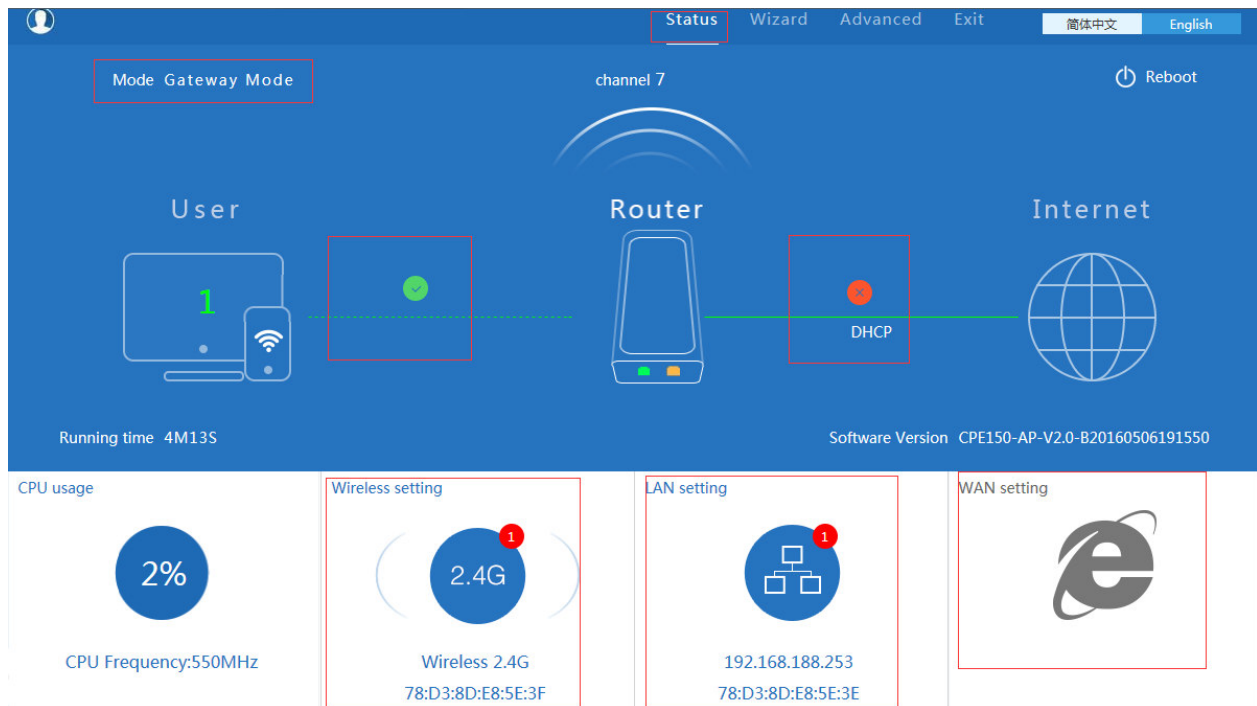 Status Wizard Advanced Exit 简体中文 English
Mode Gateway Mode channel 7 Reboot
User Router Internet
1
DHCP
Running time 4M13S Software Version CPE150-AP-V2.0-B20160506191550
CPU usage Wireless setting LAN setting WAN setting
1 1
2% 2.4G
CPU Frequency:550MHz Wireless 2.4G 192.168.188.253
78:D3:8D:E8:5E:3F 78:D3:8D:E8:5E:3E